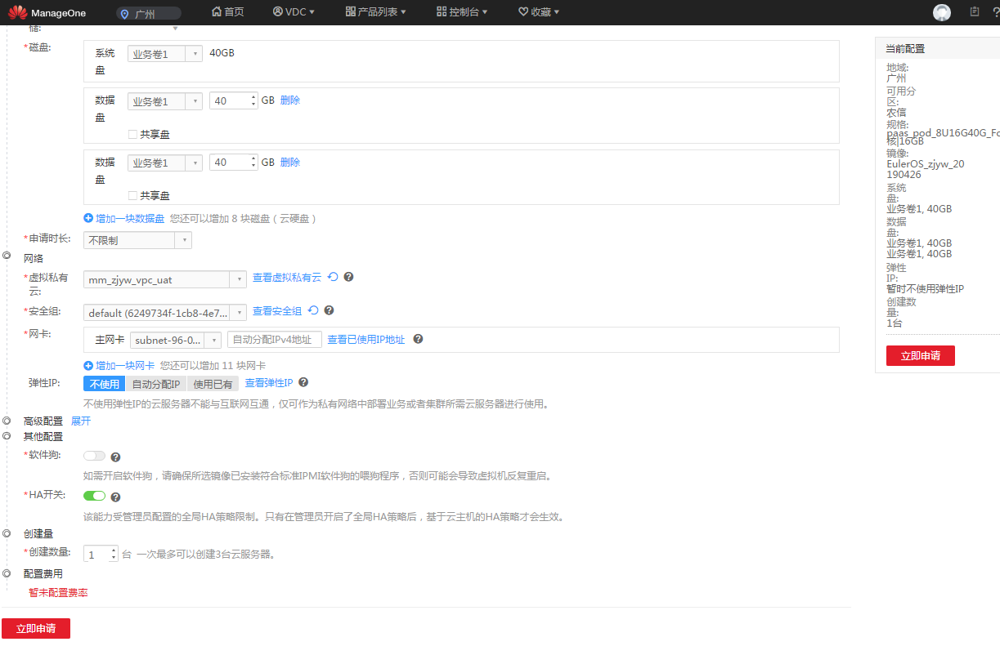 ManageOne 广州 首页 VDC 产品列表 控制台 收藏 ?
储:
*磁盘:
系统盘 业务卷1 40GB
数据盘 业务卷1 40 GB 删除
共享盘
数据盘 业务卷1 40 GB 删除
共享盘
增加一块数据盘 您还可以增加 8 块磁盘 ( 云硬盘 )
*申请时长: 不限制
网络
*虚拟私有云: mm_zjyw_vpc_uat 查看虚拟私有云 ?
*安全组: default (6249734f-1cb8-4e7... 查看安全组 ?
*网卡: 主网卡 subnet-96-0... 自动分配IPv4地址 查看已使用IP地址 ?
增加一块网卡 您还可以增加 11 块网卡
弹性IP: 不使用 自动分配IP 使用已有 查看弹性IP ?
不使用弹性IP的云服务器不能与互联网互通，仅可作为私有网络中部署业务或者集群所需云服务器进行使用。
高级配置 展开
其他配置
*软件狗: ?
如需开启软件狗，请确保所选镜像已安装符合标准IPMI软件狗的喂狗程序，否则可能会导致虚拟机反复重启。
*HA开关: ?
该能力受管理员配置的全局HA策略限制。只有在管理员开启了全局HA策略后，基于云主机的HA策略才会生效。
创建量
*创建数量: 1 台 一次最多可以创建3台云服务器。
配置费用
暂未配置费率
立即申请
当前配置
地域:
广州
可用分
区:
农信
规格:
paas_pod_8U16G40G_Fo
核|16GB
镜像:
EulerOS_zjyw_20
190426
系统
盘:
业务卷1, 40GB
数据
盘:
业务卷1, 40GB
业务卷1, 40GB
弹性
IP:
暂时不使用弹性IP
创建数
量:
1台
立即申请